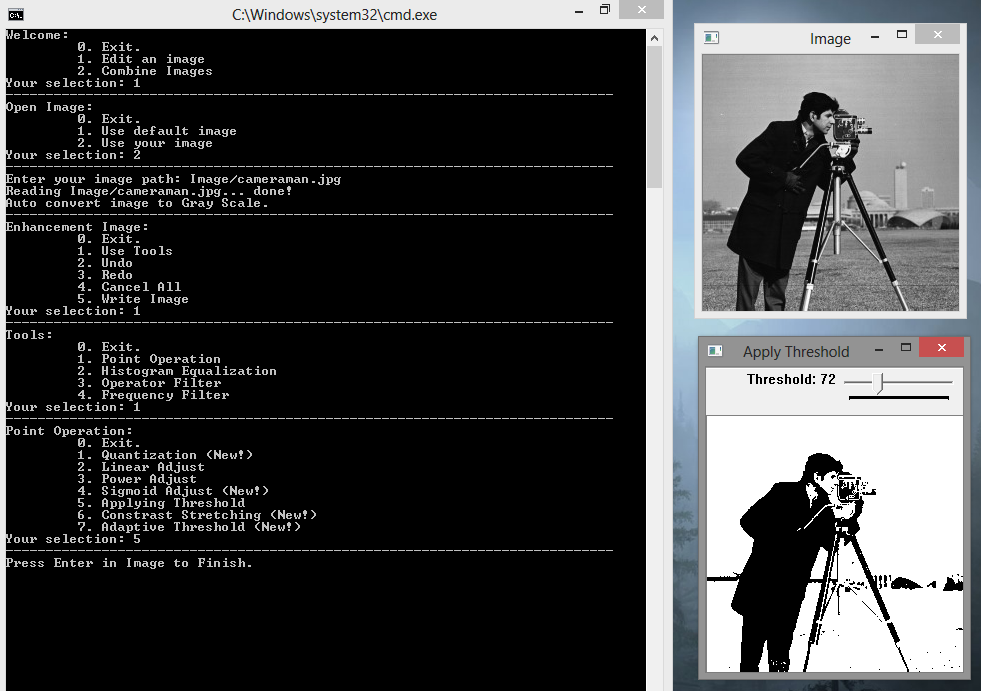 C:\Windows\system32\cmd.exe
Welcome:
0. Exit.
1. Edit an image
2. Combine Images
Your selection: 1
Open Image:
0. Exit.
1. Use default image
2. Use your image
Your selection: 2
Enter your image path: Image/cameraman.jpg
Reading Image/cameraman.jpg... done!
Auto convert image to Gray Scale.
Enhancement Image:
0. Exit.
1. Use Tools
2. Undo
3. Redo
4. Cancel All
5. Write Image
Your selection: 1
Tools:
0. Exit.
1. Point Operation
2. Histogram Equalization
3. Operator Filter
4. Frequency Filter
Your selection: 1
Point Operation:
0. Exit.
1. Quantization (New!)
2. Linear Adjust
3. Power Adjust
4. Sigmoid Adjust (New!)
5. Applying Threshold
6. Constrast Stretching (New!)
7. Adaptive Threshold (New!)
Your selection: 5
Press Enter in Image to Finish.
Image
Apply Threshold
Threshold: 72